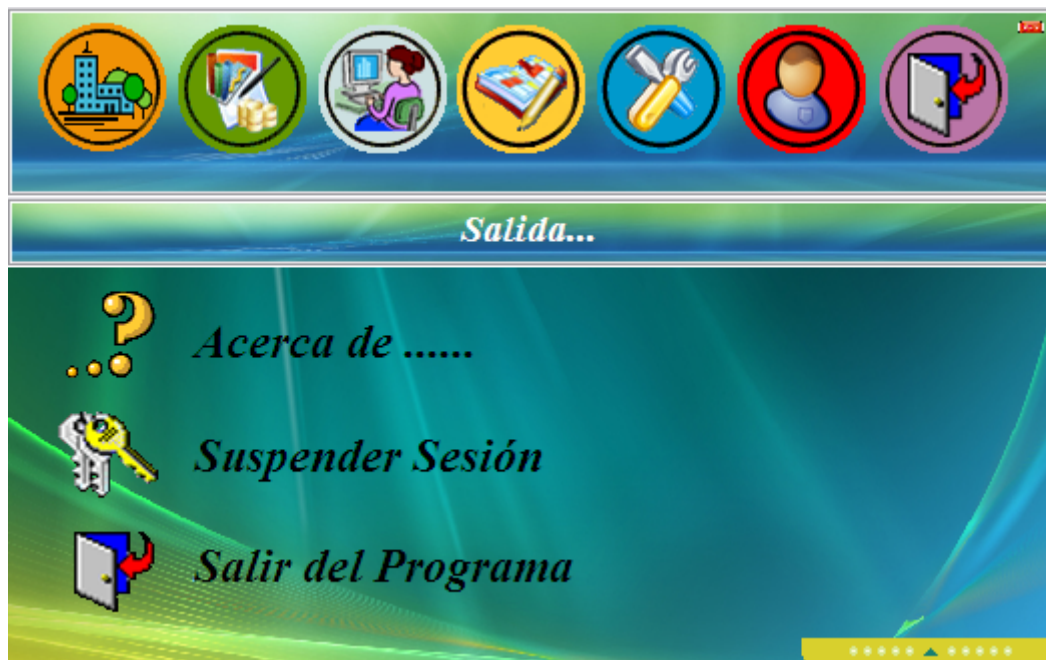 Salida...
Acerca de ......
Suspender Sesión
Salir del Programa